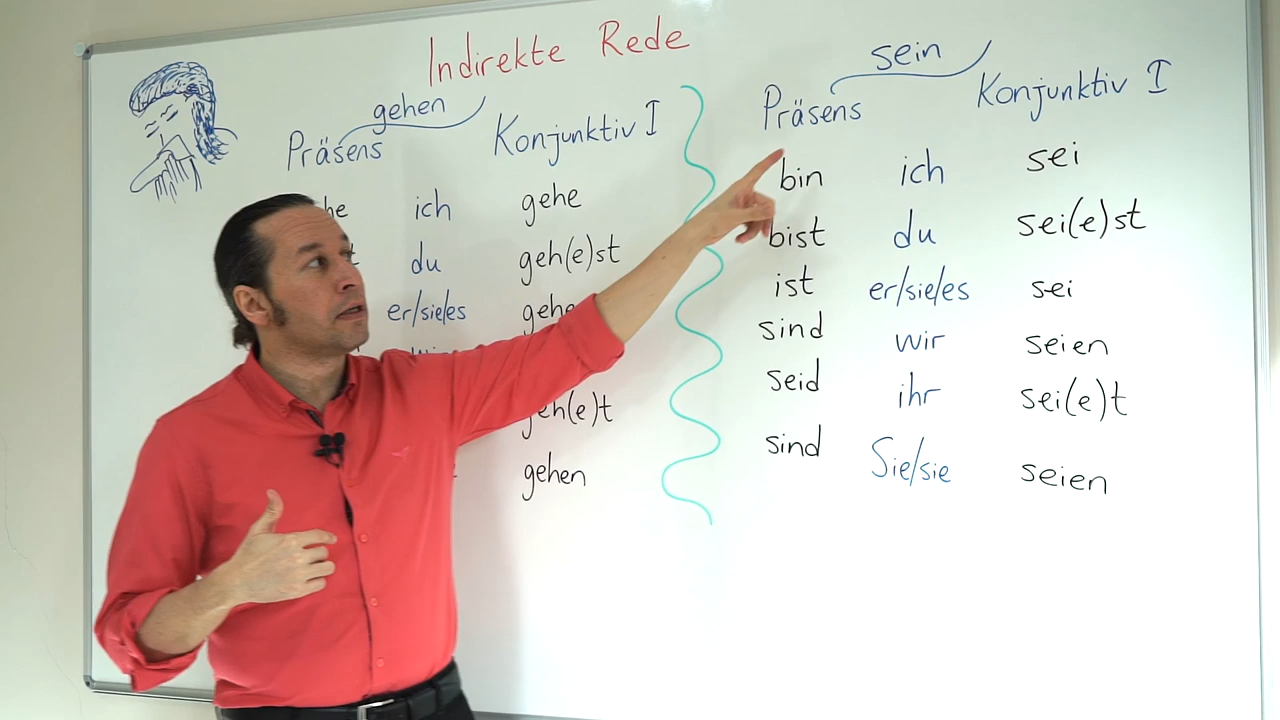 Indirekte Rede
gehen
Präsens Konjunktiv I
ich gehe
du geh(e)st
er/sie/es gehe
geh(e)t
gehen
sein
Präsens Konjunktiv I
bin ich sei
bist du sei(e)st
ist er/sie/es sei
sind wir seien
seid ihr sei(e)t
sind Sie/sie seien